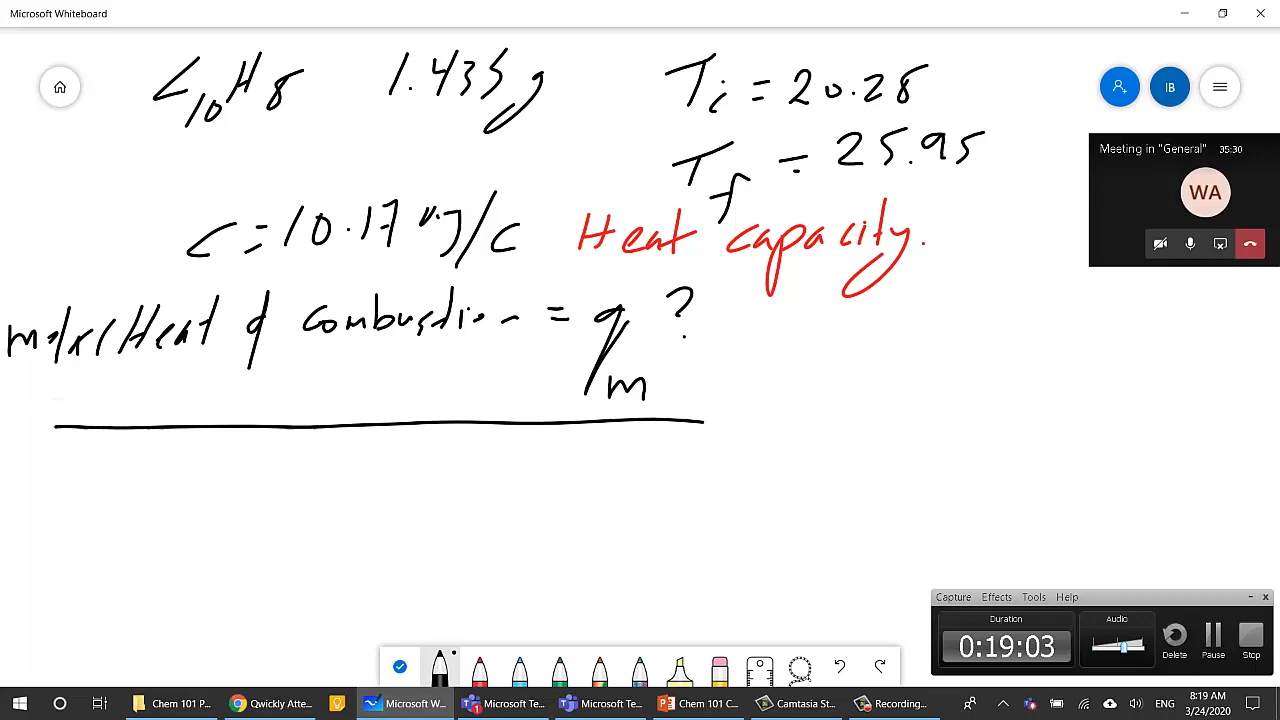 Microsoft Whiteboard
C10H8 1.435g Ti = 20.28
Tf = 25.95
C = 10.17 kJ/C Heat capacity.
molar Heat of combustion = qm ?
IB
Meeting in "General" 35:30
WA
Capture Effects Tools Help
Duration
0:19:03
Audio
Delete Pause Stop
Chem 101 P...
Qwickly Atte...
Microsoft W...
Microsoft Te...
Microsoft Te...
Chem 101 C...
Camtasia St...
Recording...
ENG
8:19 AM
3/24/2020